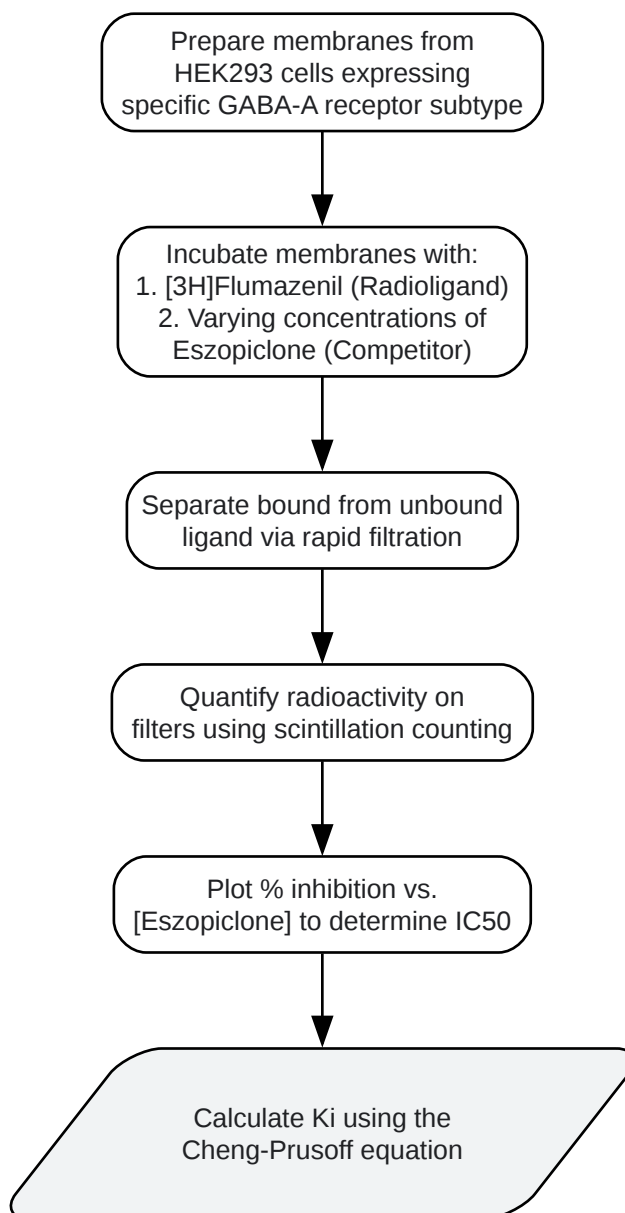 Prepare membranes from
HEK293 cells expressing
specific GABA-A receptor subtype
Incubate membranes with:
1. [3H]Flumazenil (Radioligand)
2. Varying concentrations of
Eszopiclone (Competitor)
Separate bound from unbound
ligand via rapid filtration
Quantify radioactivity on
filters using scintillation counting
Plot % inhibition vs.
[Eszopiclone] to determine IC50
Calculate Ki using the
Cheng-Prusoff equation